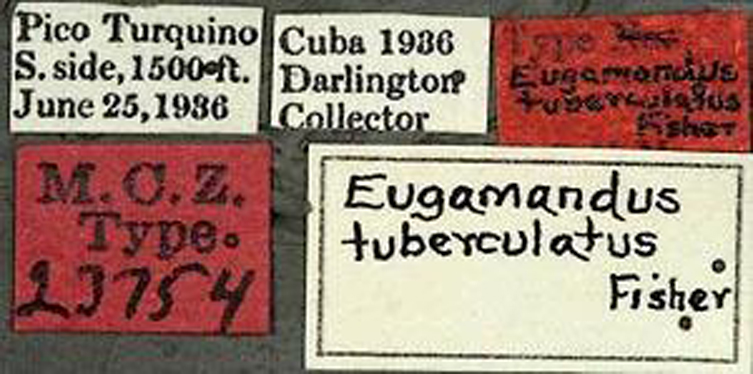 Pico Turquino
S. side, 1500 ft.
June 25, 1936
Cuba 1936
Darlington
Collector
Type
Eugamandus
tuberculatus
Fisher
M.C.Z.
Type.
23754
Eugamandus
tuberculatus
Fisher